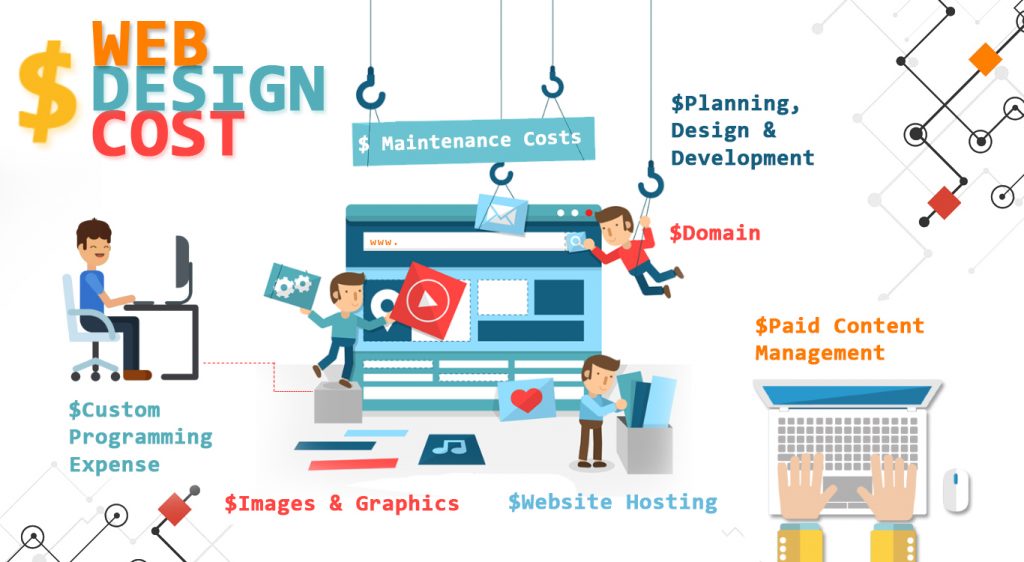 $ WEB
DESIGN
COST
$ Maintenance Costs
$Planning,
Design &
Development
www.
$Domain
$Paid Content
Management
$Custom
Programming
Expense
$Images & Graphics
$Website Hosting